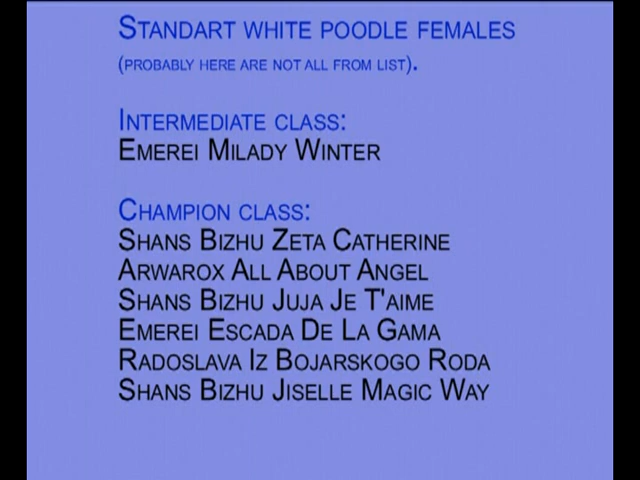 Standart white poodle females
(probably here are not all from list).
Intermediate class:
Emerei Milady Winter
Champion class:
Shans Bizhu Zeta Catherine
Arwarox All About Angel
Shans Bizhu Juja Je T'aime
Emerei Escada De La Gama
Radoslava Iz Bojarskogo Roda
Shans Bizhu Jiselle Magic Way